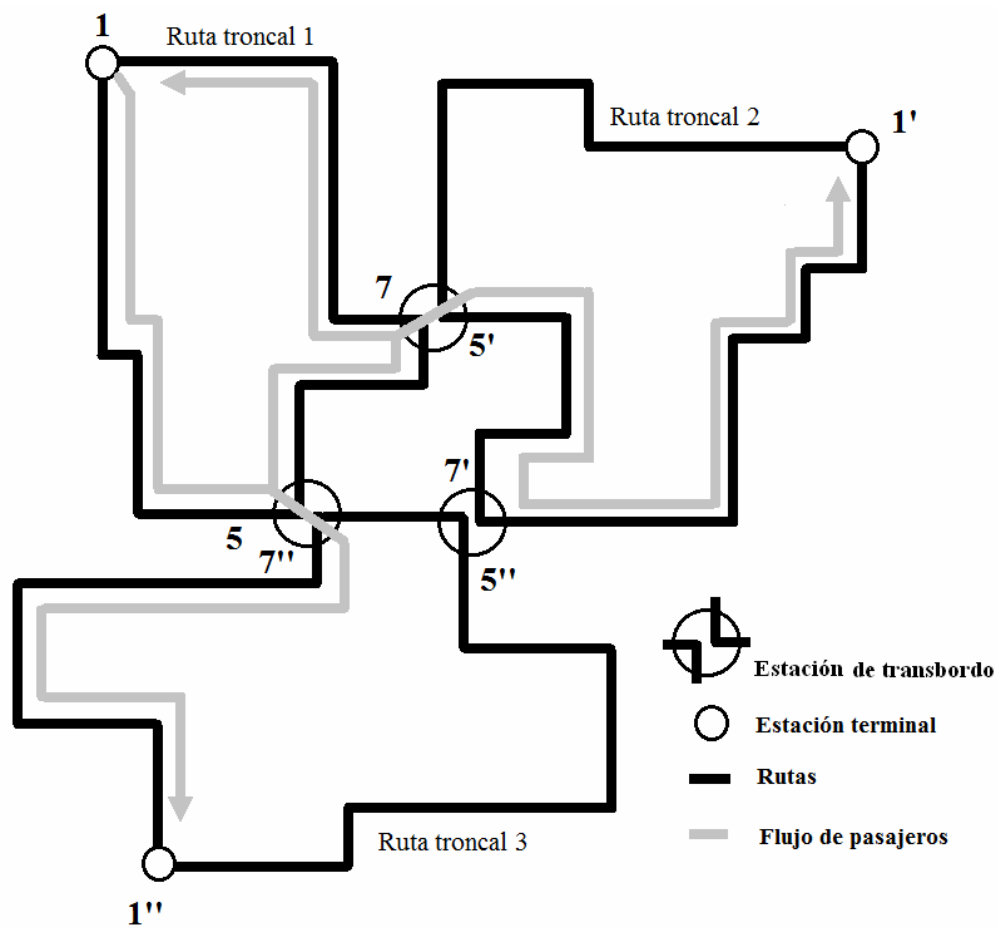 1
Ruta troncal 1
Ruta troncal 2
1'
7
5'
7'
5
7''
5''
Estación de transbordo
Estación terminal
Rutas
Flujo de pasajeros
Ruta troncal 3
1''